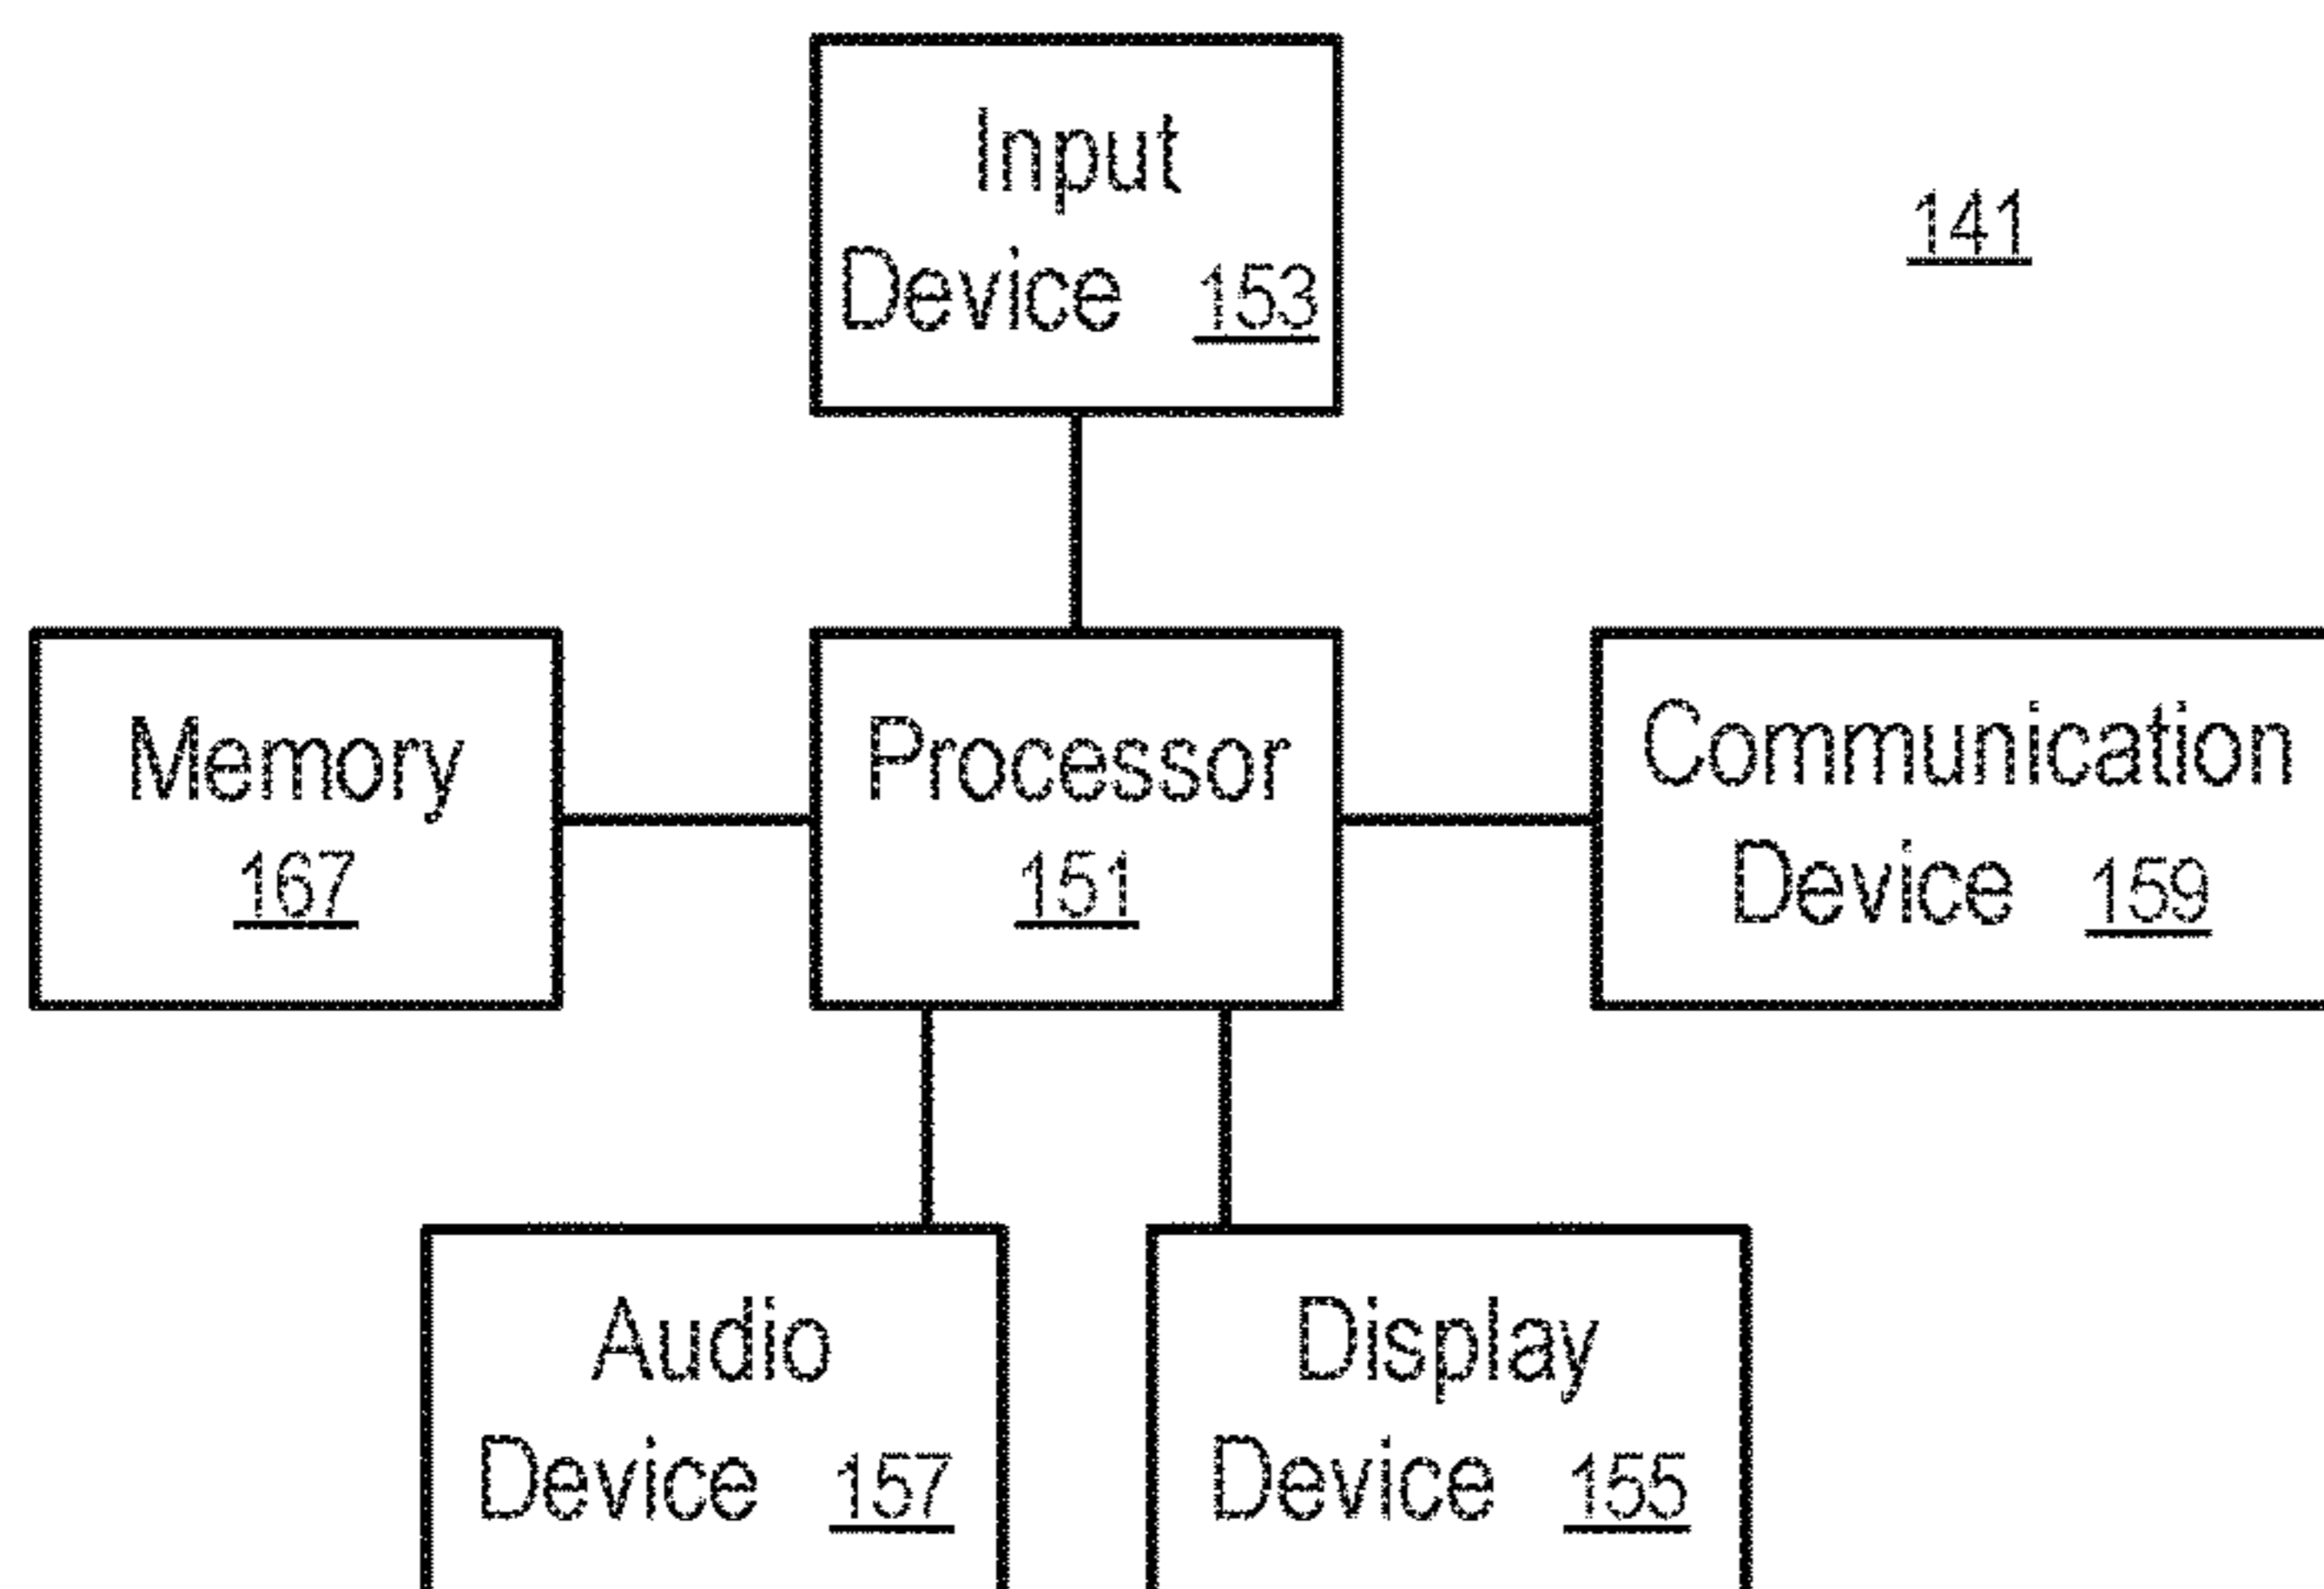 Input
Device 153
141
Memory
167
Processor
151
Communication
Device 159
Audio
Device 157
Display
Device 155